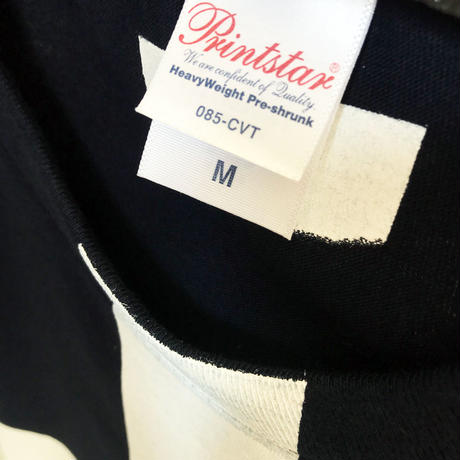 Printstar®
We are confident of Quality
HeavyWeight Pre-shrunk
085-CVT
M